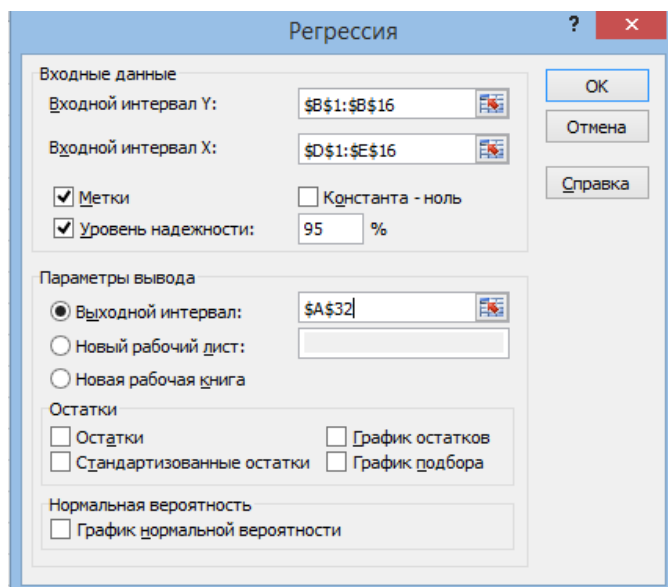 Регрессия
? ×
Входные данные
Входной интервал Y: $B$1:$B$16
Входной интервал X: $D$1:$E$16
Метки Константа - ноль
Уровень надежности: 95 %
ОК
Отмена
Справка
Параметры вывода
Выходной интервал: $A$32
Новый рабочий лист:
Новая рабочая книга
Остатки
Остатки График остатков
Стандартизованные остатки График подбора
Нормальная вероятность
График нормальной вероятности